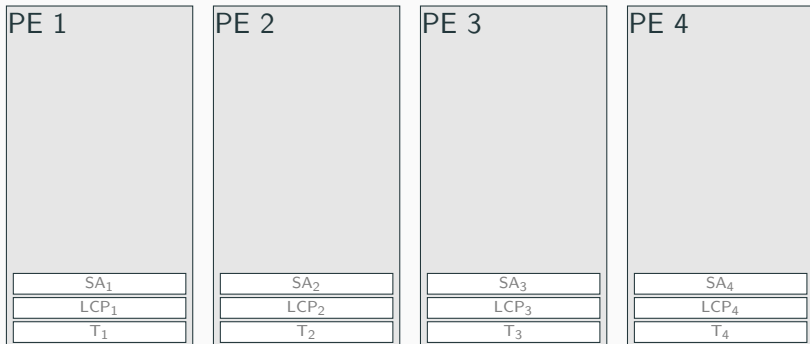 PE 1
SA₁
LCP₁
T₁
PE 2
SA₂
LCP₂
T₂
PE 3
SA₃
LCP₃
T₃
PE 4
SA₄
LCP₄
T₄